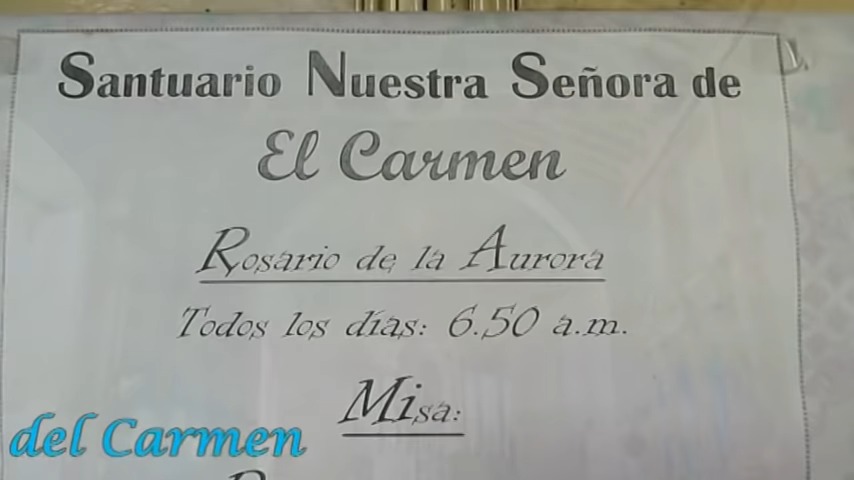 Santuario Nuestra Señora de
El Carmen
Rosario de la Aurora
Todos los días: 6.50 a.m.
Misa:
del Carmen